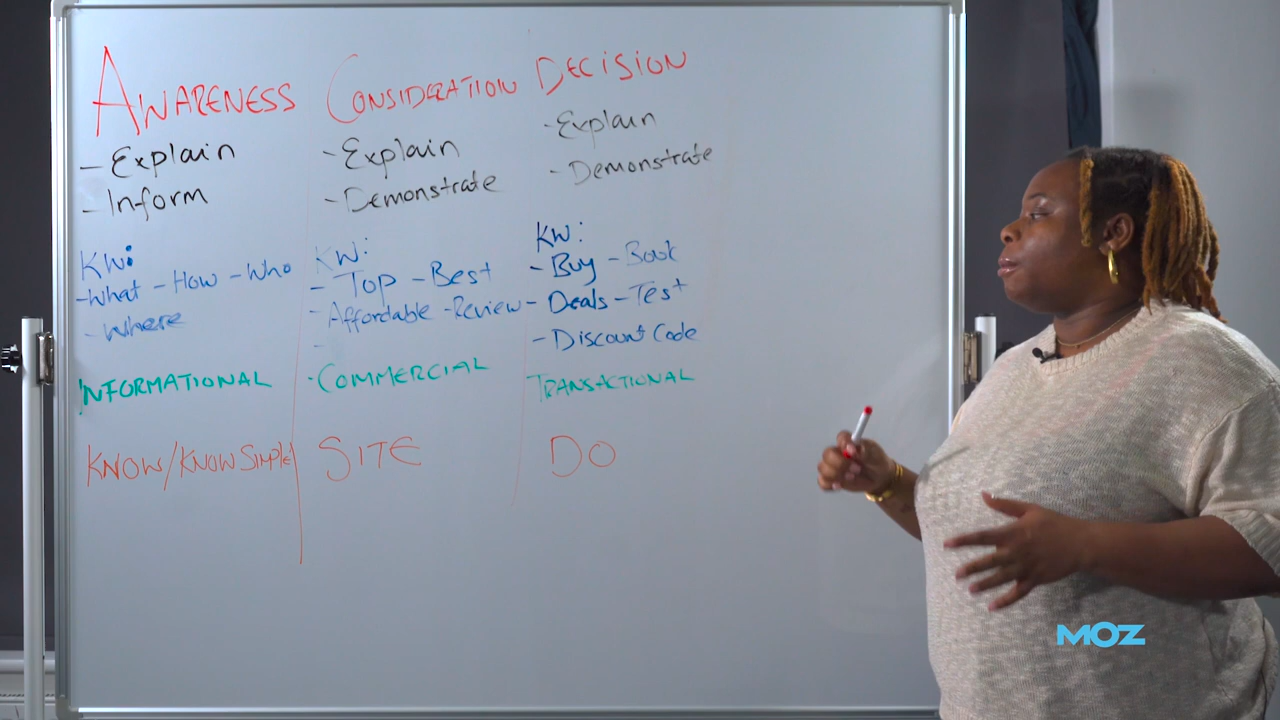 AWARENESS
- Explain
- Inform
KW:
-What -How -Who
- Where
INFORMATIONAL
KNOW/KNOW SIMPLE
CONSIDERATION
- Explain
- Demonstrate
KW:
- Top -Best
- Affordable -Review
-
COMMERCIAL
SITE
DECISION
- Explain
- Demonstrate
KW:
- Buy - Book
- Deals -Test
- Discount Code
TRANSACTIONAL
DO
MOZ